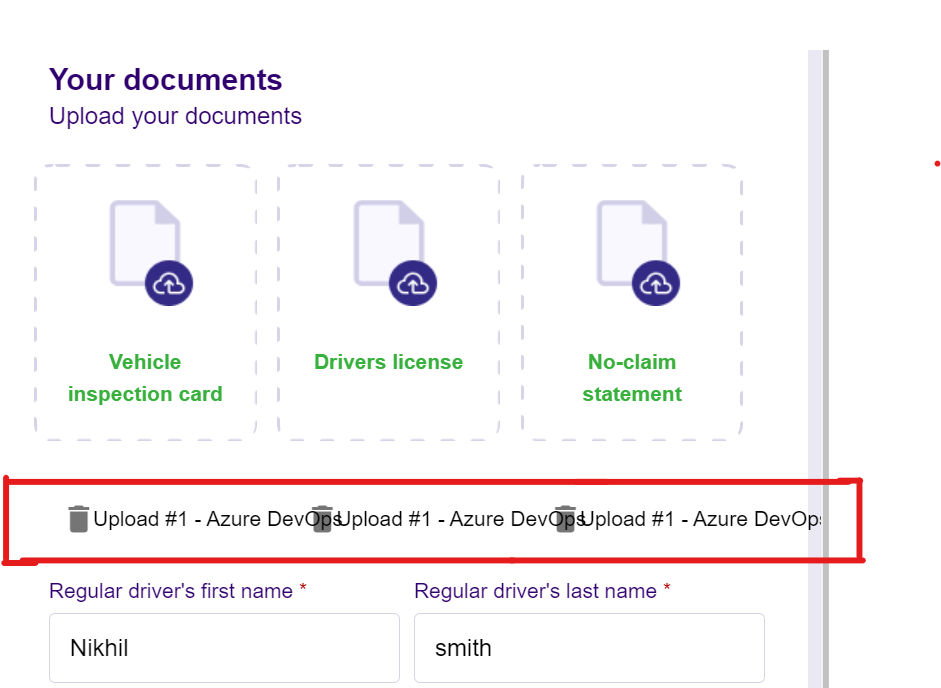 Your documents
Upload your documents
Vehicle
inspection card
Drivers license
No-claim
statement
Upload #1 - Azure DevOps Upload #1 - Azure DevOps Upload #1 - Azure DevOps
Regular driver's first name * Regular driver's last name *
Nikhil smith